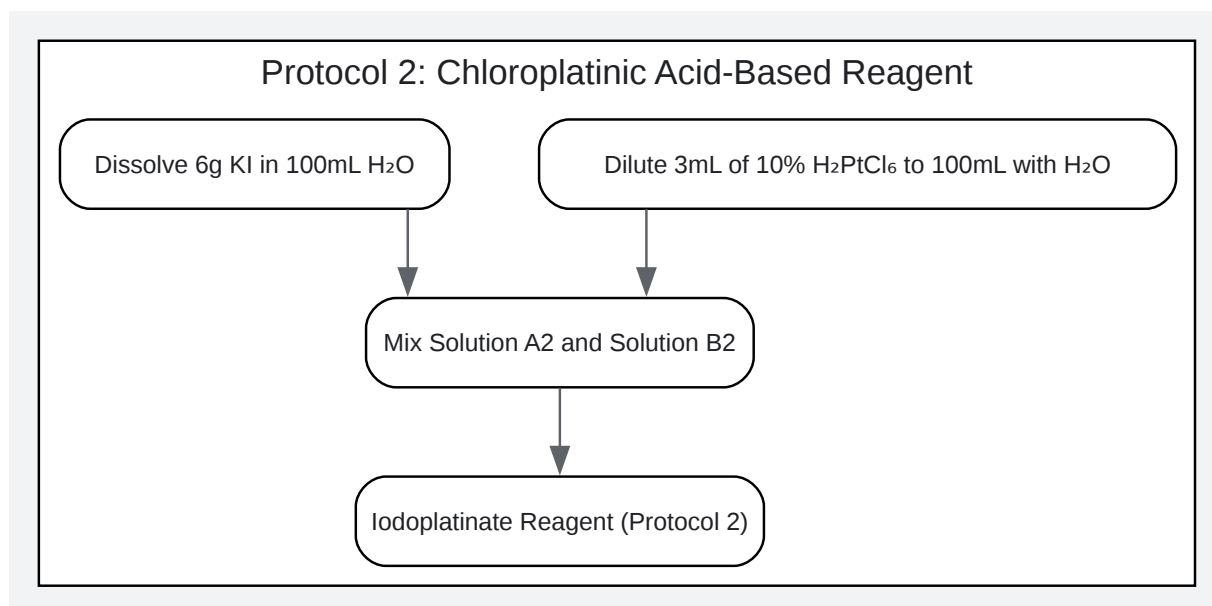 Protocol 2: Chloroplatinic Acid-Based Reagent
Dissolve 6g KI in 100mL H₂O
Dilute 3mL of 10% H₂PtCl₆ to 100mL with H₂O
Mix Solution A2 and Solution B2
Iodoplatinate Reagent (Protocol 2)